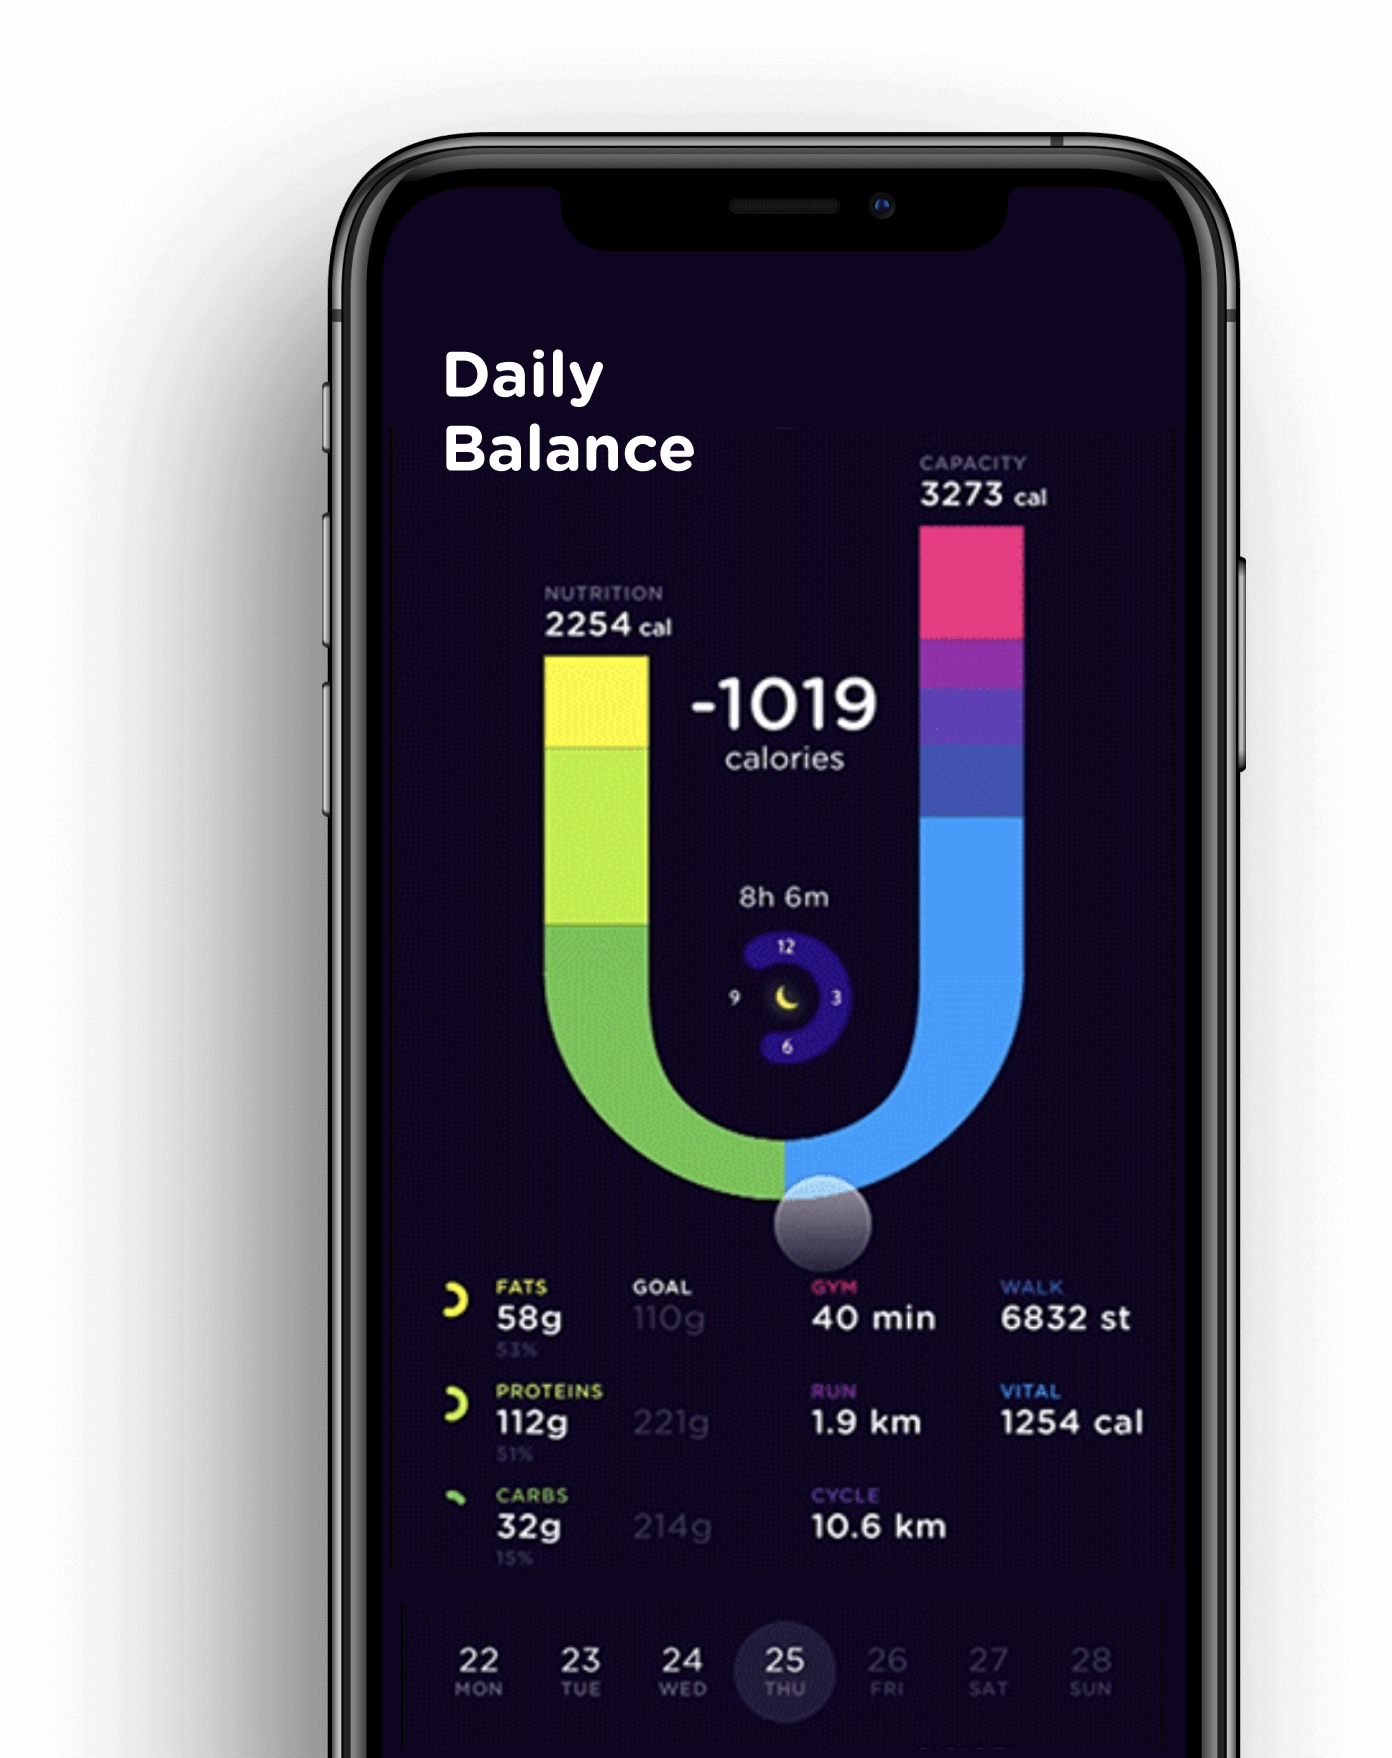 Daily
Balance
CAPACITY
3273 cal
NUTRITION
2254 cal
-1019
calories
8h 6m
12
9
3
6
FATS
GOAL
GYM
WALK
58g
110g
40 min
6832 st
53%
PROTEINS
RUN
VITAL
112g
221g
1.9 km
1254 cal
51%
CARBS
CYCLE
32g
214g
10.6 km
15%
22 23 24 25 26 27 28
MON TUE WED THU FRI SAT SUN